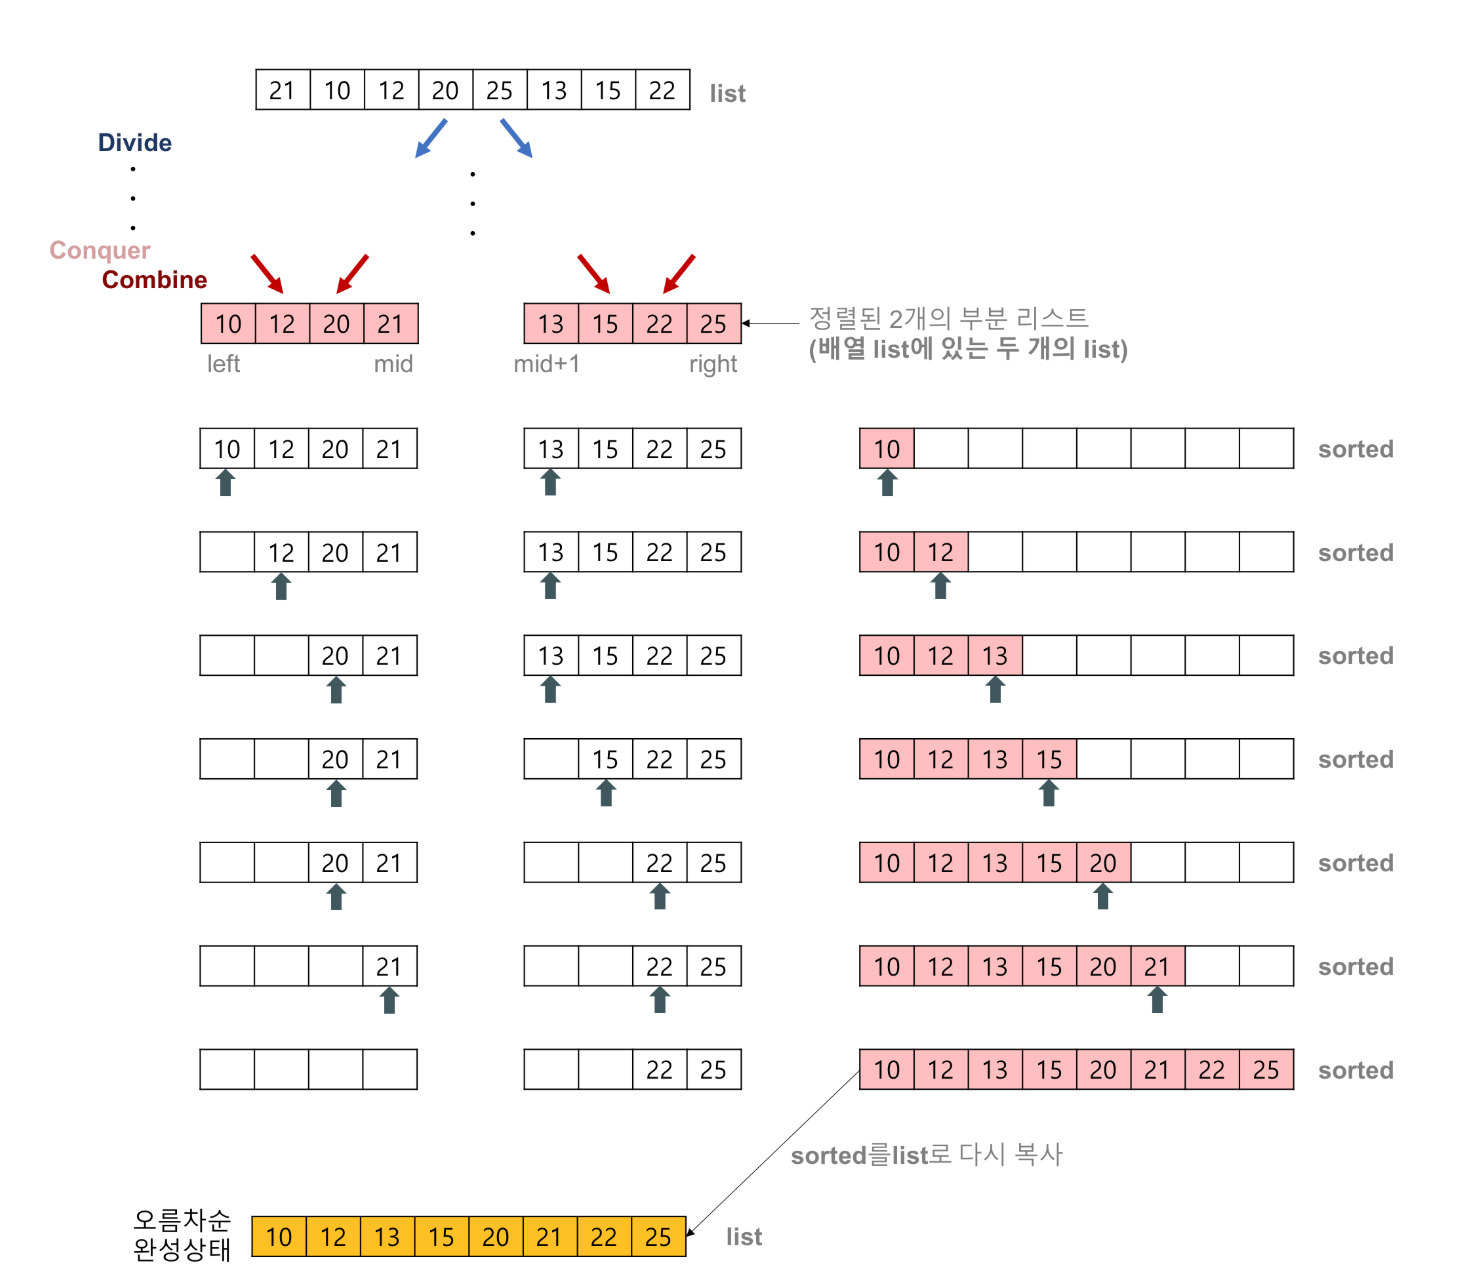 21 10 12 20 25 13 15 22 list
Divide
Conquer
Combine
10 12 20 21 13 15 22 25 정렬된 2개의 부분 리스트
(배열 list에 있는 두 개의 list)
left mid mid+1 right
10 12 20 21 13 15 22 25 10 sorted
12 20 21 13 15 22 25 10 12 sorted
20 21 13 15 22 25 10 12 13 sorted
20 21 15 22 25 10 12 13 15 sorted
20 21 22 25 10 12 13 15 20 sorted
21 22 25 10 12 13 15 20 21 sorted
22 25 10 12 13 15 20 21 22 25 sorted
sorted를list로 다시 복사
오름차순
완성상태
10 12 13 15 20 21 22 25 list